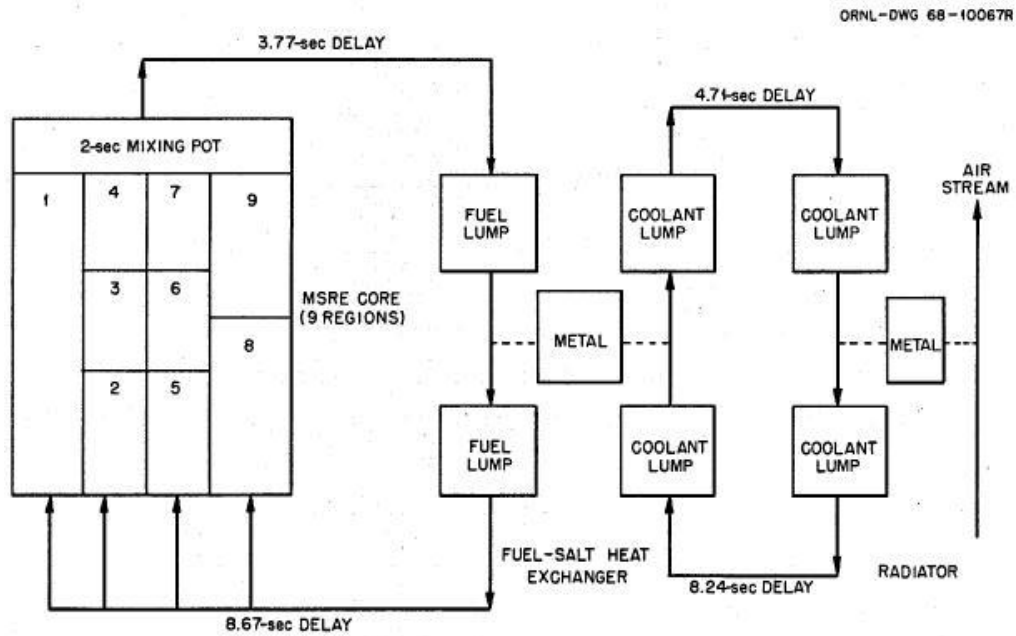 ORNL-DWG 68-10067R
3.77-sec DELAY
4.71-sec DELAY
2-sec MIXING POT
1
4
7
9
3
6
2
5
8
MSRE CORE
(9 REGIONS)
FUEL
LUMP
COOLANT
LUMP
COOLANT
LUMP
AIR
STREAM
METAL
METAL
FUEL
LUMP
COOLANT
LUMP
COOLANT
LUMP
FUEL-SALT HEAT
EXCHANGER
8.24-sec DELAY
RADIATOR
8.67-sec DELAY